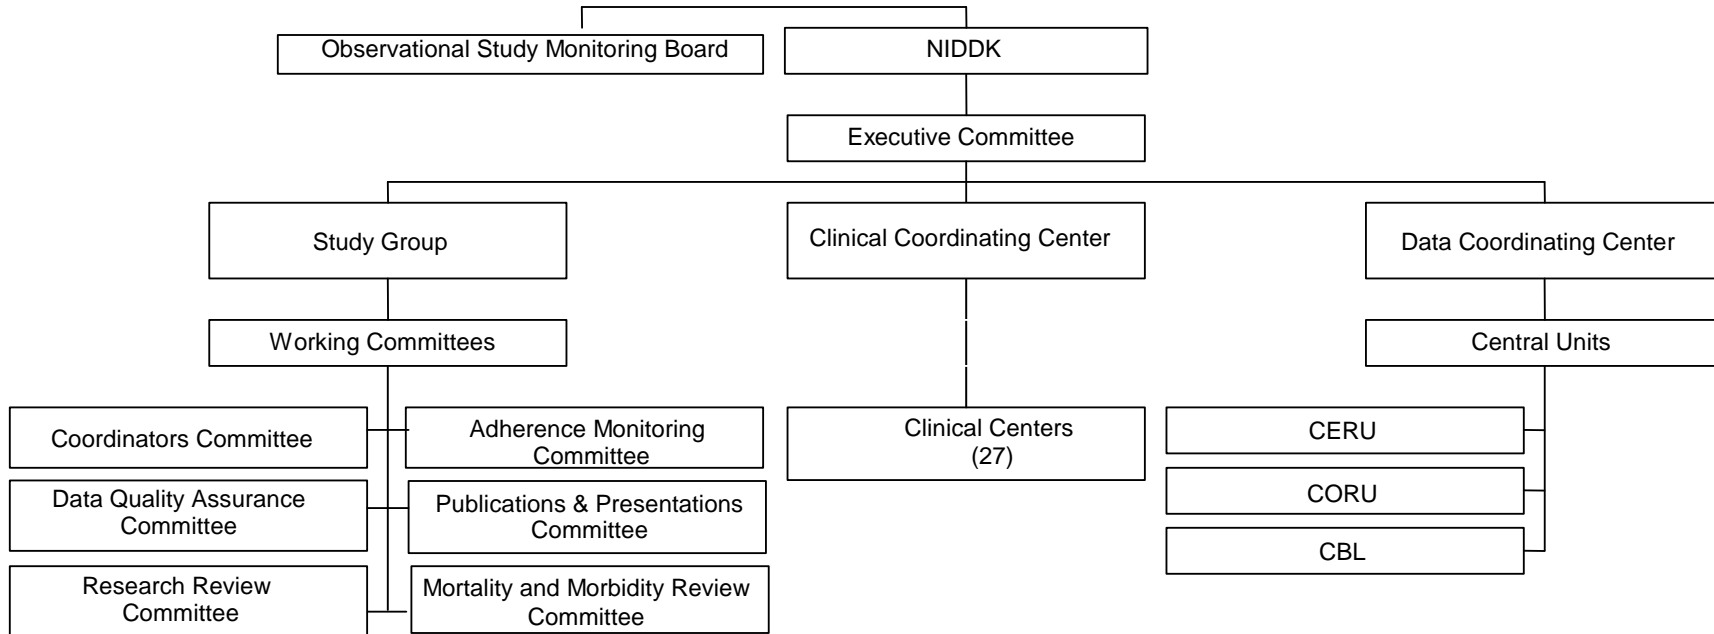 Observational Study Monitoring Board
NIDDK
Executive Committee
Study Group
Clinical Coordinating Center
Data Coordinating Center
Working Committees
Central Units
Coordinators Committee
Adherence Monitoring
Committee
Clinical Centers
(27)
CERU
Data Quality Assurance
Committee
Publications & Presentations
Committee
CORU
CBL
Research Review
Committee
Mortality and Morbidity Review
Committee